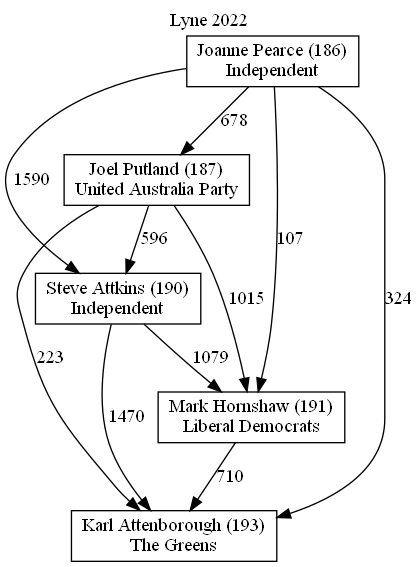 Lyne 2022
Joanne Pearce (186)
Independent
678
Joel Putland (187)
United Australia Party
1590
596
107
Steve Attkins (190)
Independent
1015
324
223
1470
1079
Mark Hornshaw (191)
Liberal Democrats
710
Karl Attenborough (193)
The Greens